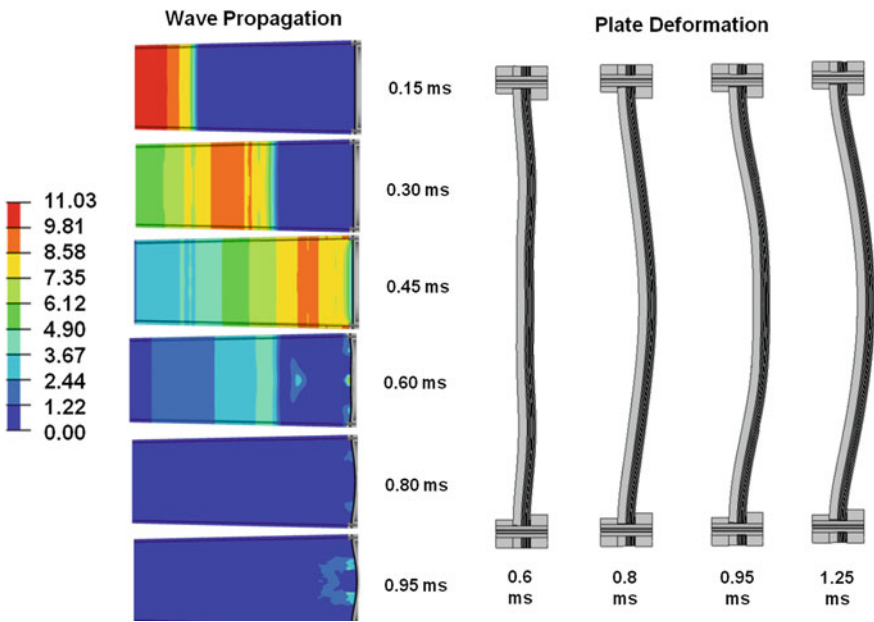 Wave Propagation
Plate Deformation
0.15 ms
0.30 ms
11.03
9.81
8.58
7.35
6.12
4.90
3.67
2.44
1.22
0.00
0.45 ms
0.60 ms
0.80 ms
0.95 ms
0.6
ms
0.8
ms
0.95
ms
1.25
ms